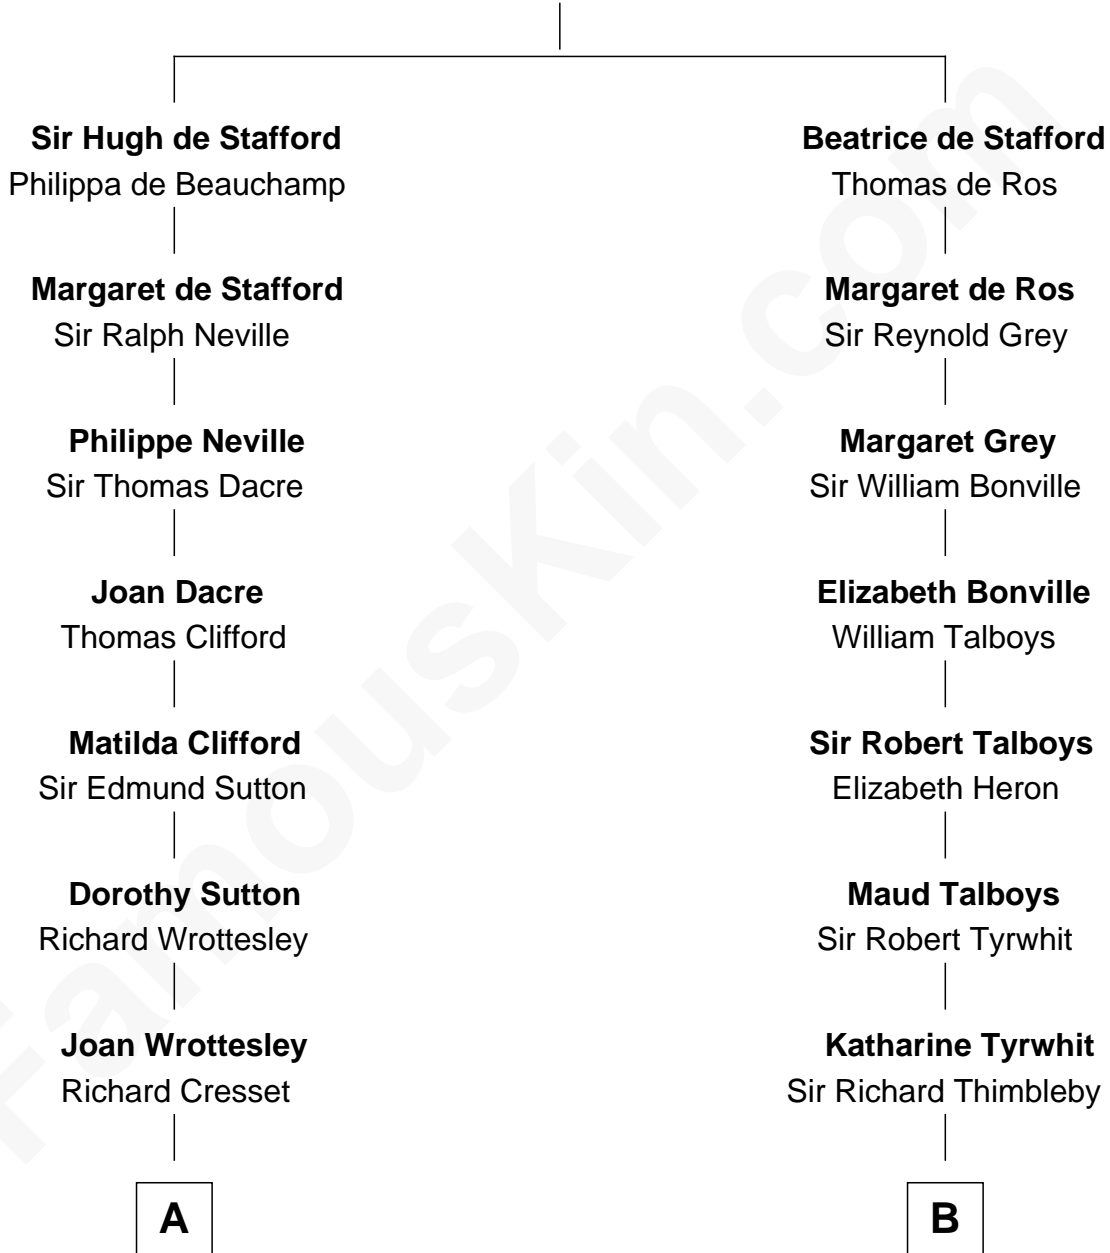 Sir Hugh de Stafford
Philippa de Beauchamp
Margaret de Stafford
Sir Ralph Neville
Philippe Neville
Sir Thomas Dacre
Joan Dacre
Thomas Clifford
Matilda Clifford
Sir Edmund Sutton
Dorothy Sutton
Richard Wrottesley
Joan Wrottesley
Richard Cresset
A
Beatrice de Stafford
Thomas de Ros
Margaret de Ros
Sir Reynold Grey
Margaret Grey
Sir William Bonville
Elizabeth Bonville
William Talboys
Sir Robert Talboys
Elizabeth Heron
Maud Talboys
Sir Robert Tyrwhit
Katharine Tyrwhit
Sir Richard Thimbleby
B
FamousKin.com